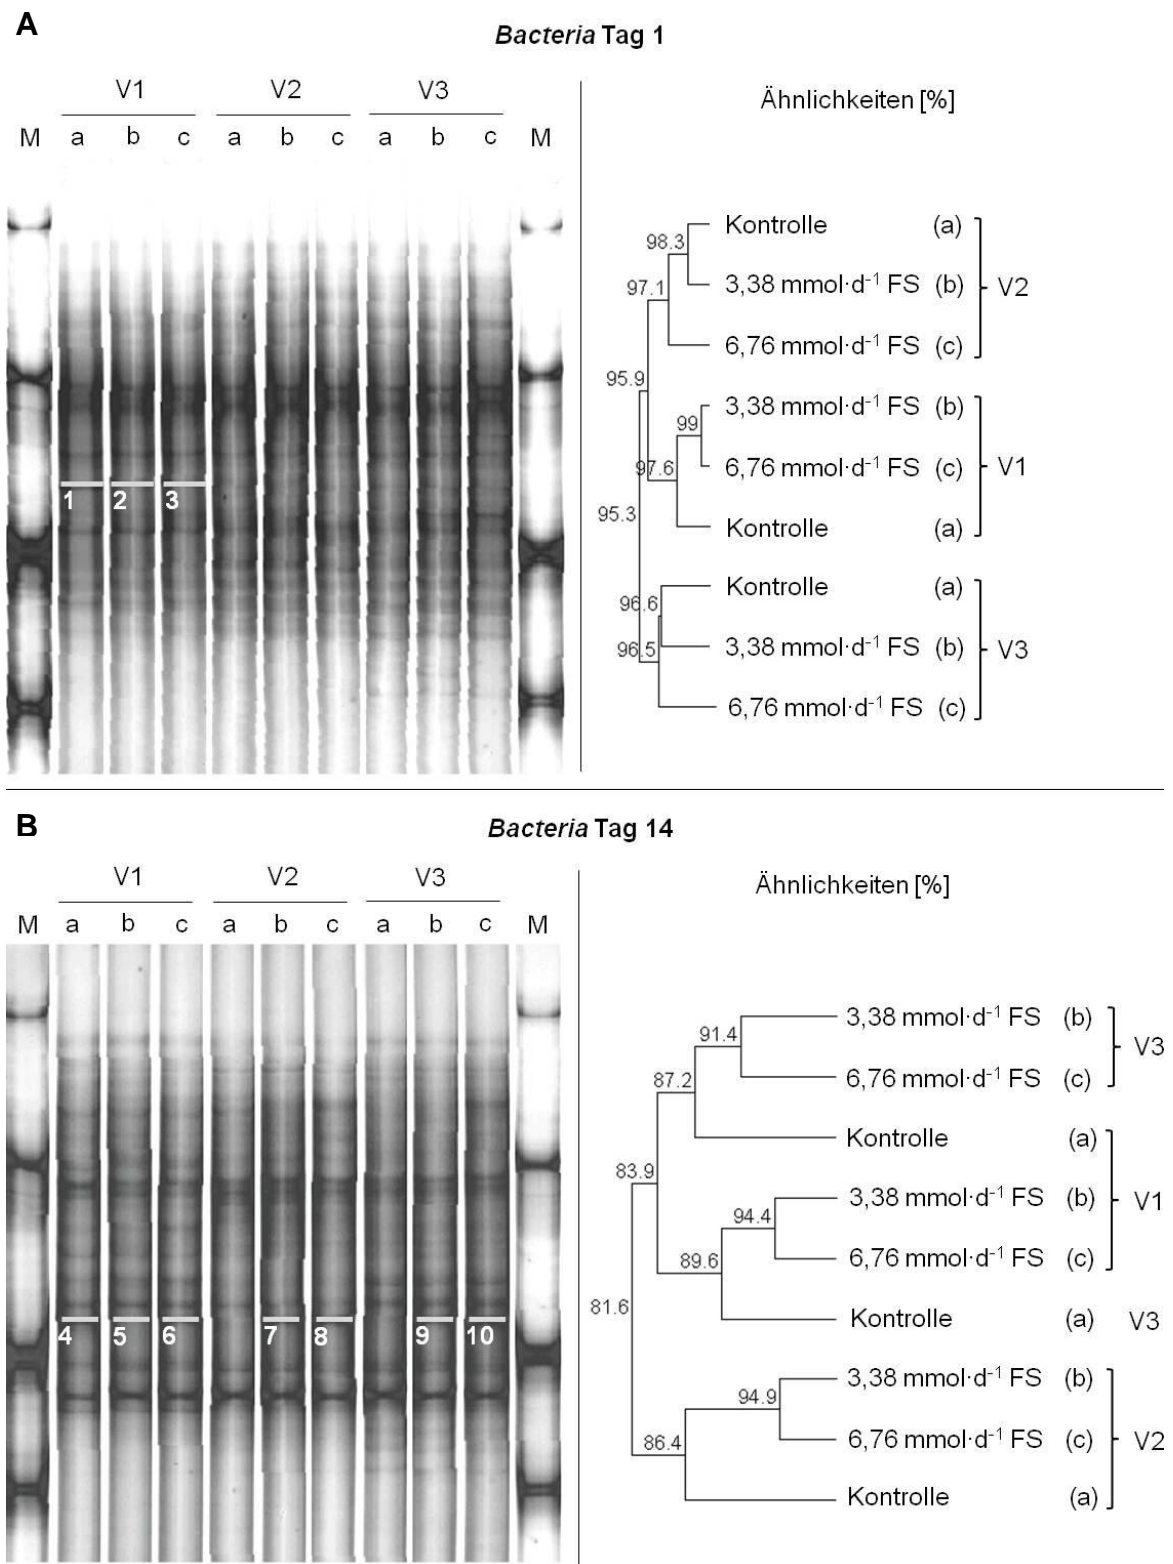 A
Bacteria Tag 1
V1 V2 V3
M a b c a b c a b c M
1 2 3
Ähnlichkeiten [%]
Kontrolle (a)
98.3
3,38 mmol·d-1 FS (b) V2
97.1
6,76 mmol·d-1 FS (c)
95.9
3,38 mmol·d-1 FS (b)
99
6,76 mmol·d-1 FS (c) V1
97.6
95.3
Kontrolle (a)
Kontrolle (a)
96.6
3,38 mmol·d-1 FS (b) V3
96.5
6,76 mmol·d-1 FS (c)
B
Bacteria Tag 14
V1 V2 V3
M a b c a b c a b c M
4 5 6 7 8 9 10
Ähnlichkeiten [%]
3,38 mmol·d-1 FS (b)
91.4 V3
87.2
6,76 mmol·d-1 FS (c)
Kontrolle (a)
83.9
3,38 mmol·d-1 FS (b) V1
94.4
89.6
6,76 mmol·d-1 FS (c)
81.6
Kontrolle (a) V3
3,38 mmol·d-1 FS (b)
94.9
86.4
6,76 mmol·d-1 FS (c) V2
Kontrolle (a)